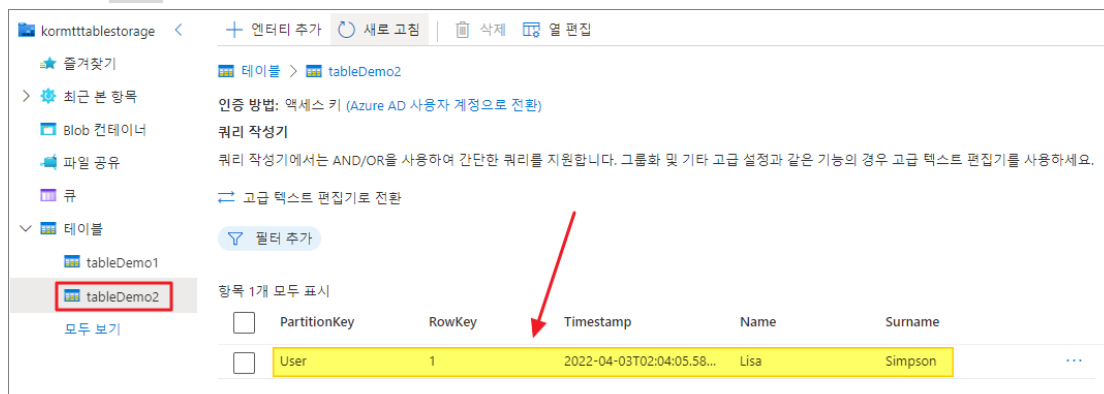 kormtttablestorage
엔터티 추가 새로 고침 삭제 열 편집
즐겨찾기
최근 본 항목
Blob 컨테이너
파일 공유
큐
테이블
tableDemo1
tableDemo2
모두 보기
테이블 > tableDemo2
인증 방법: 액세스 키 (Azure AD 사용자 계정으로 전환)
쿼리 작성기
쿼리 작성기에서는 AND/OR을 사용하여 간단한 쿼리를 지원합니다. 그룹화 및 기타 고급 설정과 같은 기능의 경우 고급 텍스트 편집기를 사용하세요.
고급 텍스트 편집기로 전환
필터 추가
항목 1개 모두 표시
PartitionKey RowKey Timestamp Name Surname
User 1 2022-04-03T02:04:05.58... Lisa Simpson ...